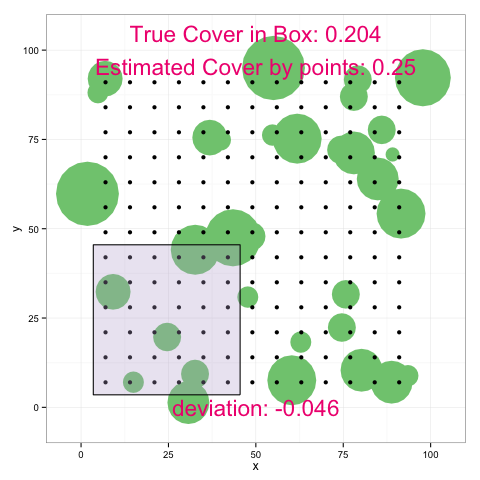 True Cover in Box: 0.204
Estimated Cover by points: 0.25
100
75
50
25
0
y
deviation: -0.046
0 25 50 75 100
x